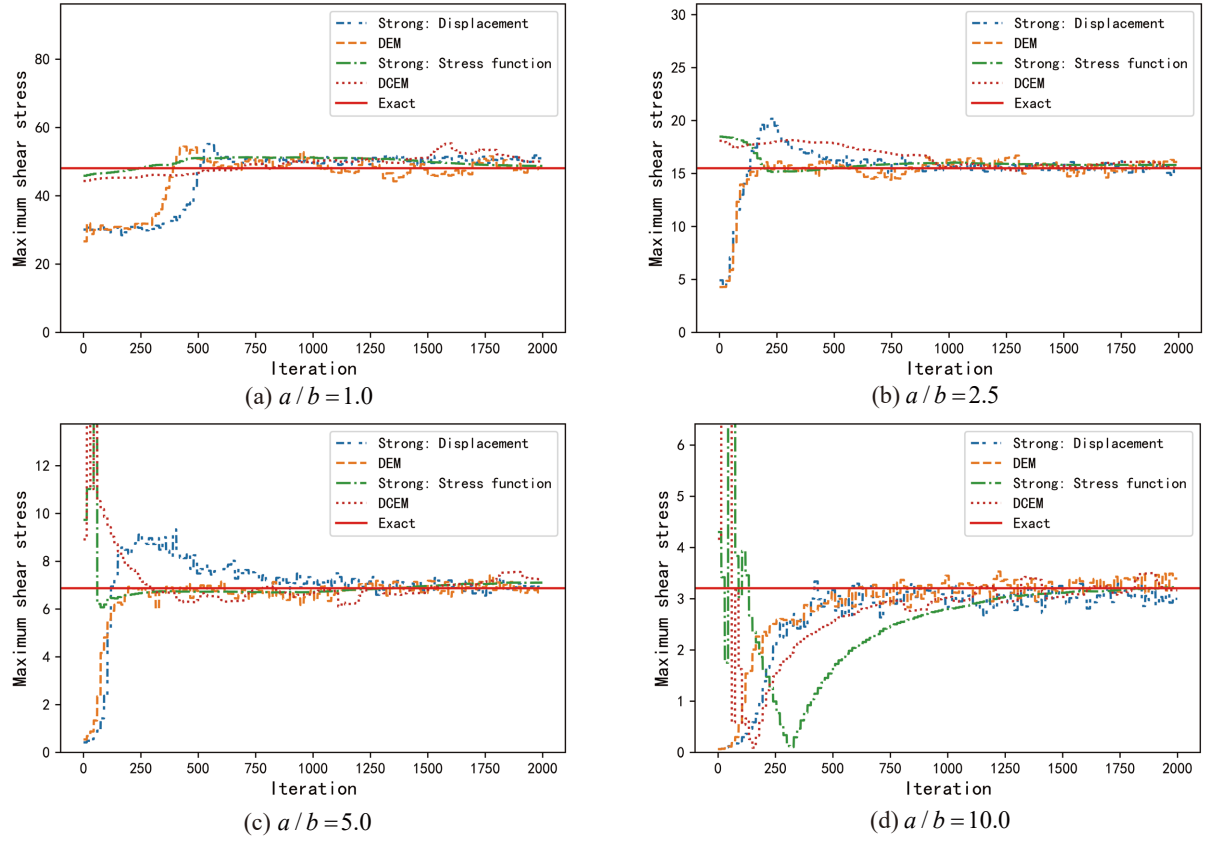 Maximum shear stress
80
60
40
20
0
Strong: Displacement
DEM
Strong: Stress function
DCEM
Exact
0 250 500 750 1000 1250 1500 1750 2000
Iteration
(a) a / b = 1.0
Maximum shear stress
30
25
20
15
10
5
0
Strong: Displacement
DEM
Strong: Stress function
DCEM
Exact
0 250 500 750 1000 1250 1500 1750 2000
Iteration
(b) a / b = 2.5
Maximum shear stress
12
10
8
6
4
2
0
Strong: Displacement
DEM
Strong: Stress function
DCEM
Exact
0 250 500 750 1000 1250 1500 1750 2000
Iteration
(c) a / b = 5.0
Maximum shear stress
6
5
4
3
2
1
0
Strong: Displacement
DEM
Strong: Stress function
DCEM
Exact
0 250 500 750 1000 1250 1500 1750 2000
Iteration
(d) a / b = 10.0